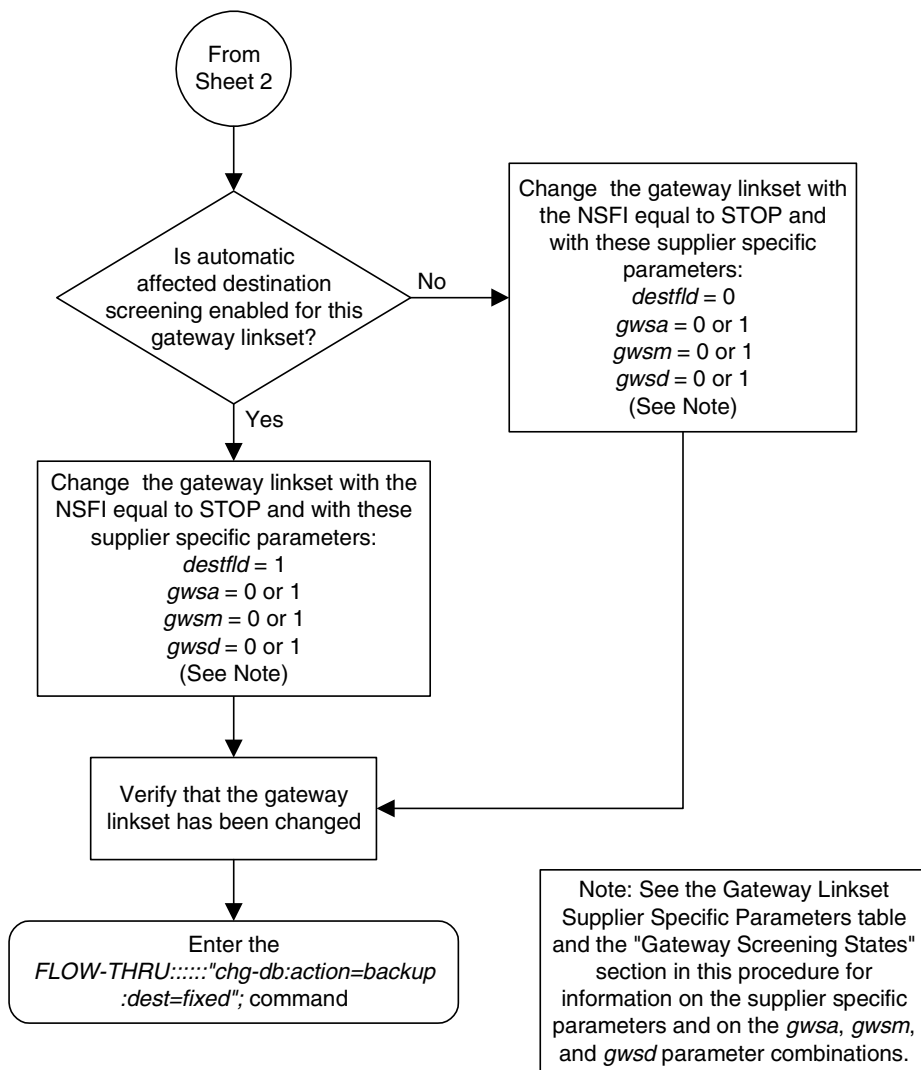 From
Sheet 2
Is automatic
affected destination
screening enabled for this
gateway linkset?
No
Change the gateway linkset with
the NSFI equal to STOP and
with these supplier specific
parameters:
destfld = 0
gwsa = 0 or 1
gwsm = 0 or 1
gwsd = 0 or 1
(See Note)
Yes
Change the gateway linkset with the
NSFI equal to STOP and with these
supplier specific parameters:
destfld = 1
gwsa = 0 or 1
gwsm = 0 or 1
gwsd = 0 or 1
(See Note)
Verify that the gateway
linkset has been changed
Enter the
FLOW-THRU::::::"chg-db:action=backup
:dest=fixed"; command
Note: See the Gateway Linkset
Supplier Specific Parameters table
and the "Gateway Screening States"
section in this procedure for
information on the supplier specific
parameters and on the gwsa, gwsm,
and gwsd parameter combinations.